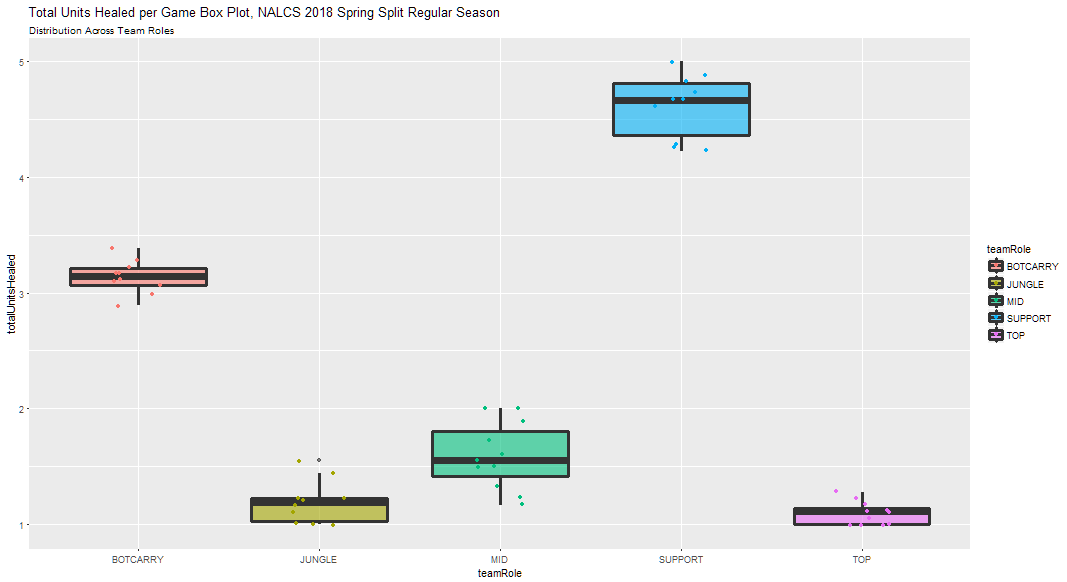 Total Units Healed per Game Box Plot, NALCS 2018 Spring Split Regular Season
Distribution Across Team Roles
totalUnitsHealed
5
4
3
2
1
BOTCARRY JUNGLE MID SUPPORT TOP
teamRole
teamRole
BOTCARRY
JUNGLE
MID
SUPPORT
TOP